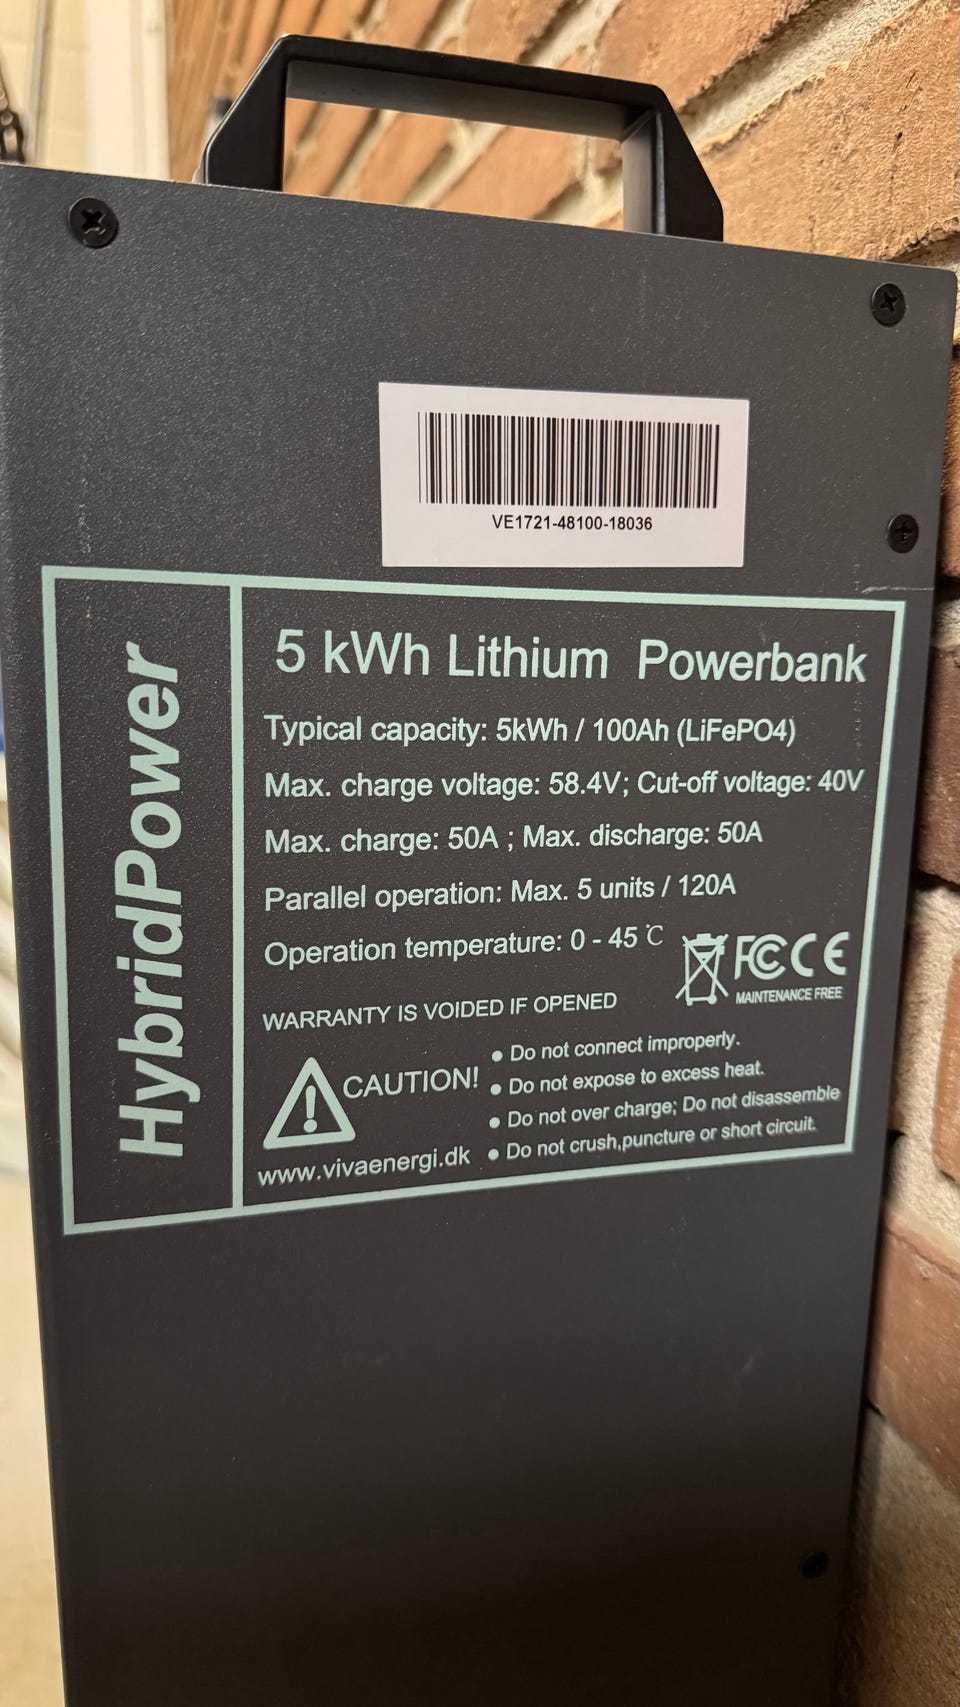 VE1721-48100-18036
HybridPower
5 kWh Lithium Powerbank
Typical capacity: 5kWh / 100Ah (LiFePO4)
Max. charge voltage: 58.4V; Cut-off voltage: 40V
Max. charge: 50A ; Max. discharge: 50A
Parallel operation: Max. 5 units / 120A
Operation temperature: 0 - 45 ℃
FC CE
MAINTENANCE FREE
WARRANTY IS VOIDED IF OPENED
CAUTION!
• Do not connect improperly.
• Do not expose to excess heat.
• Do not over charge; Do not disassemble
• Do not crush,puncture or short circuit.
www.vivaenergi.dk